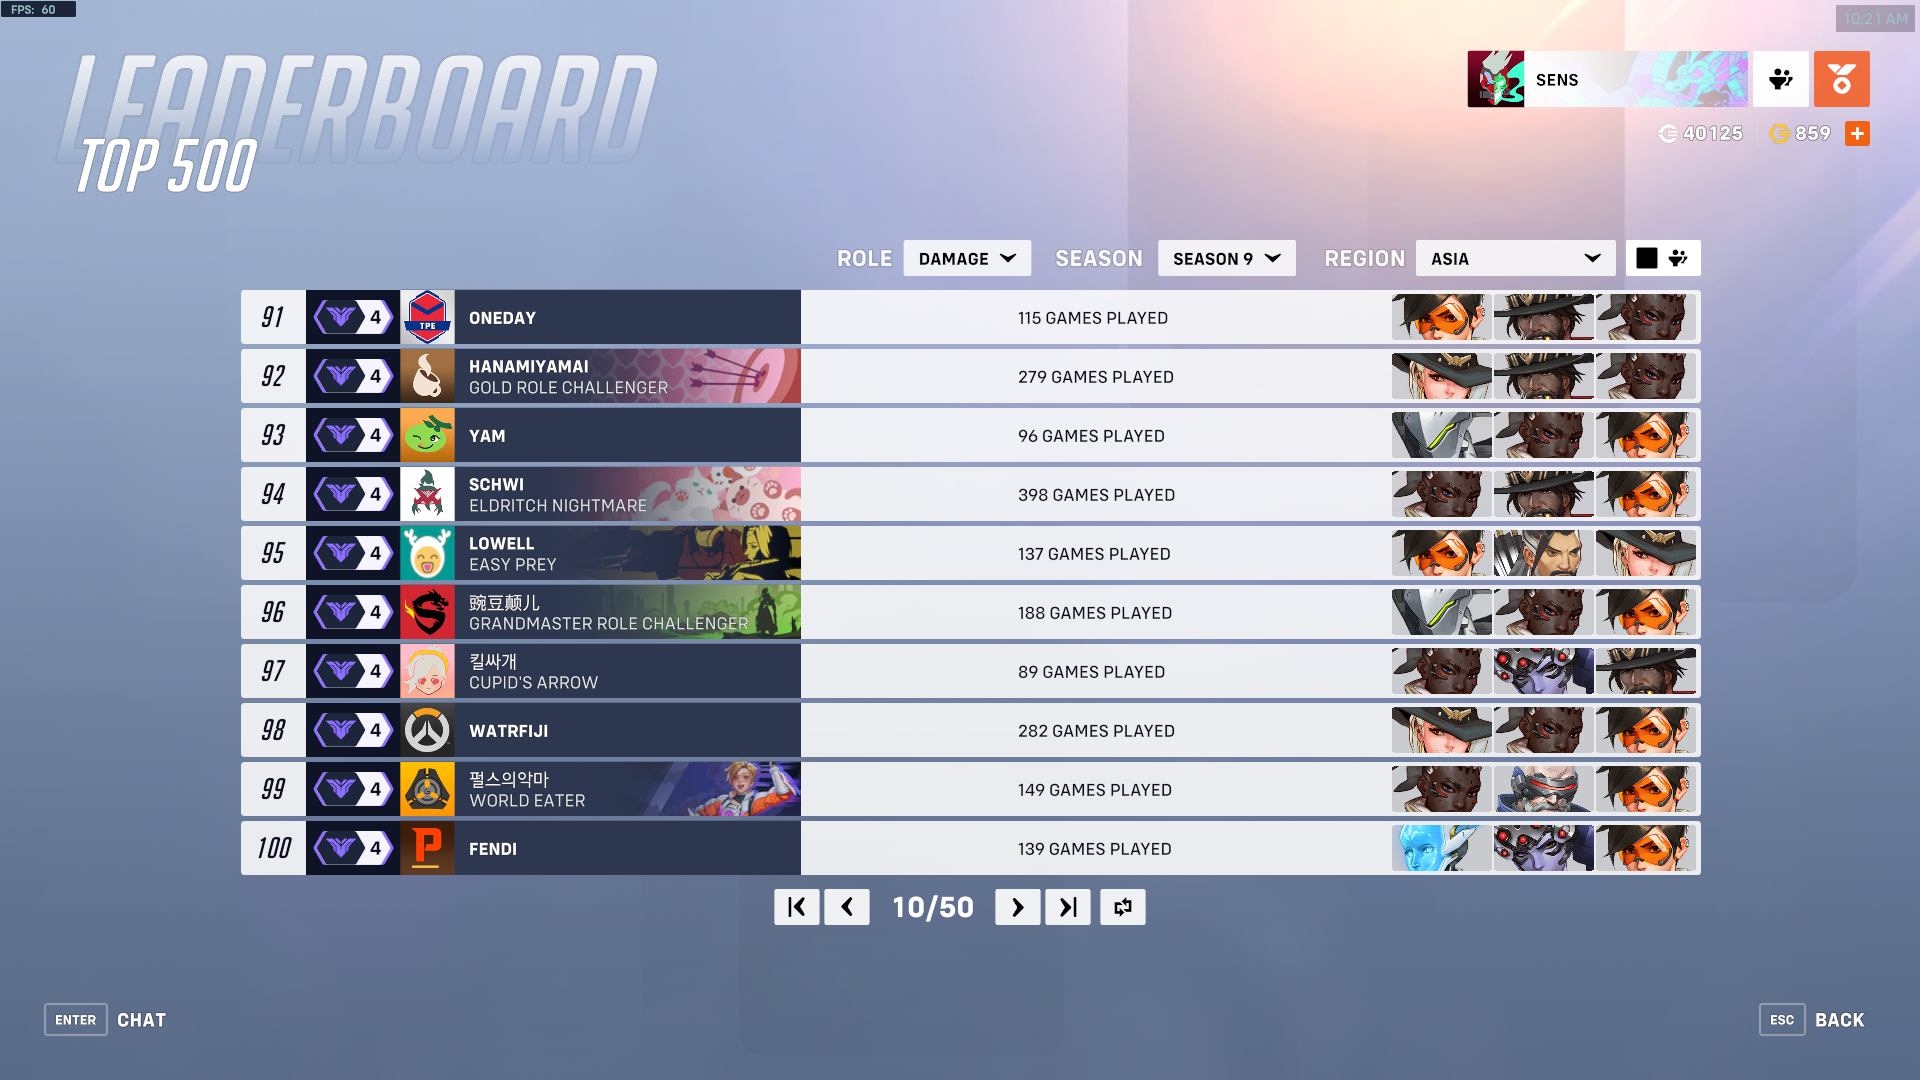 FPS: 60
10:21 AM
LEADERBOARD
TOP 500
SENS
40125
859
ROLE DAMAGE SEASON SEASON 9 REGION ASIA
91 4 TPE ONEDAY 115 GAMES PLAYED
92 4 HANAMIYAMAI 279 GAMES PLAYED
GOLD ROLE CHALLENGER
93 4 YAM 96 GAMES PLAYED
94 4 SCHWI 398 GAMES PLAYED
ELDRITCH NIGHTMARE
95 4 LOWELL 137 GAMES PLAYED
EASY PREY
96 4 豌豆颠儿 188 GAMES PLAYED
GRANDMASTER ROLE CHALLENGER
97 4 킬싸개 89 GAMES PLAYED
CUPID'S ARROW
98 4 WATRFIJI 282 GAMES PLAYED
99 4 펄스의악마 149 GAMES PLAYED
WORLD EATER
100 4 P FENDI 139 GAMES PLAYED
10/50
ENTER CHAT
ESC BACK